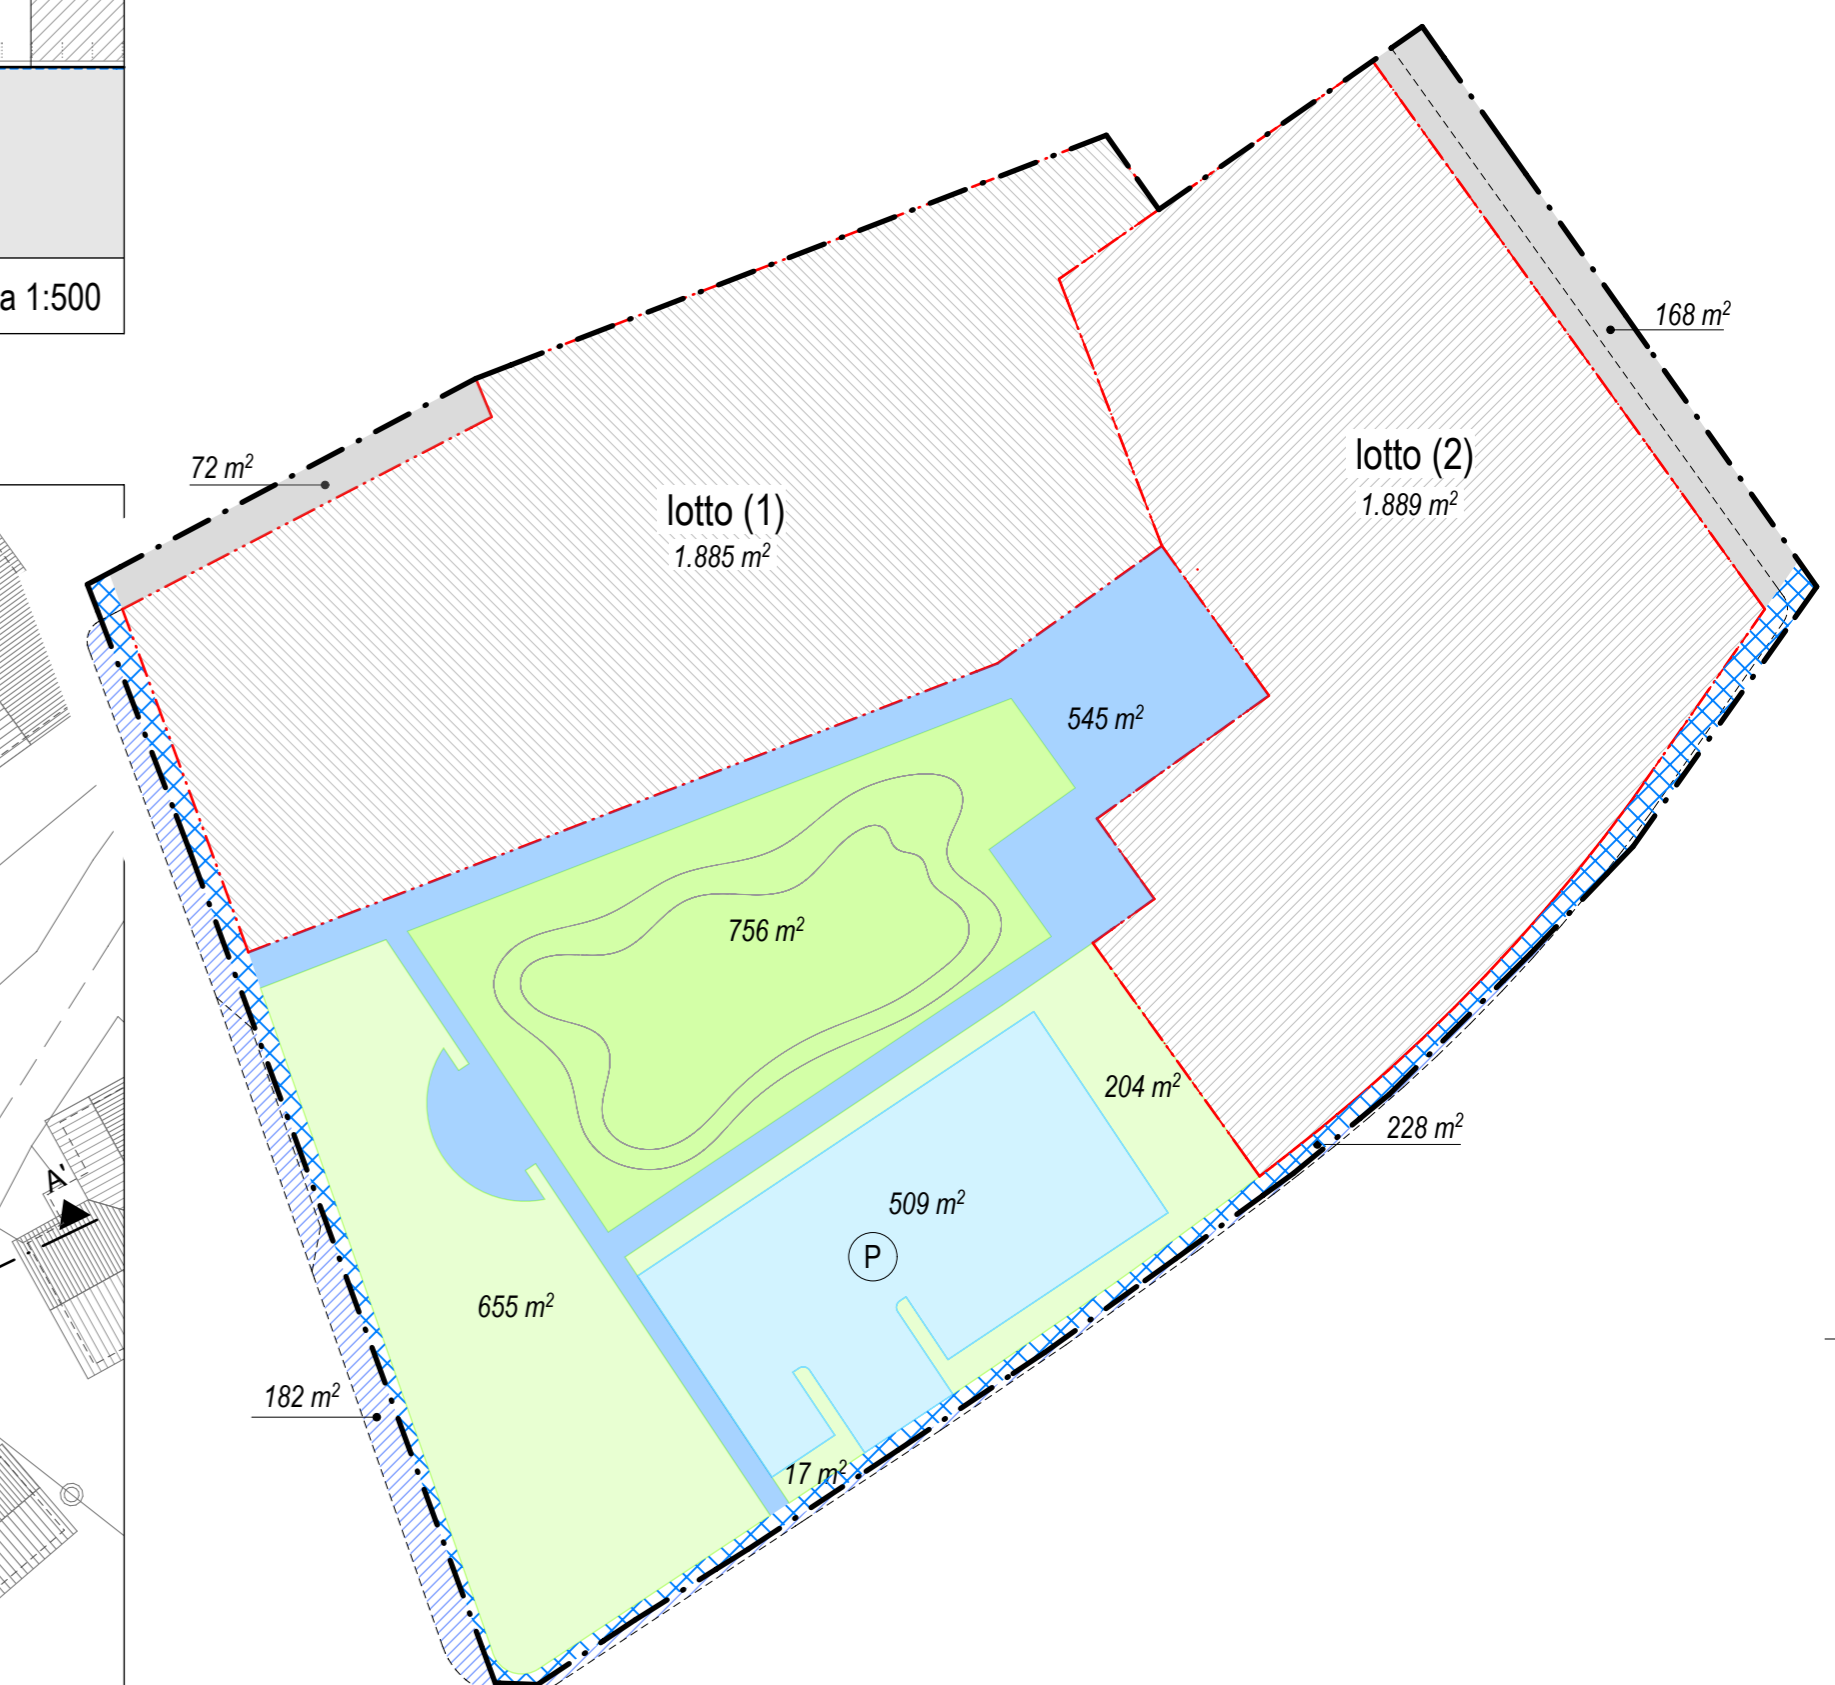 a 1:500
168 m²
lotto (2)
1.889 m²
72 m²
lotto (1)
1.885 m²
545 m²
756 m²
204 m²
228 m²
A'
509 m²
P
655 m²
182 m²
17 m²